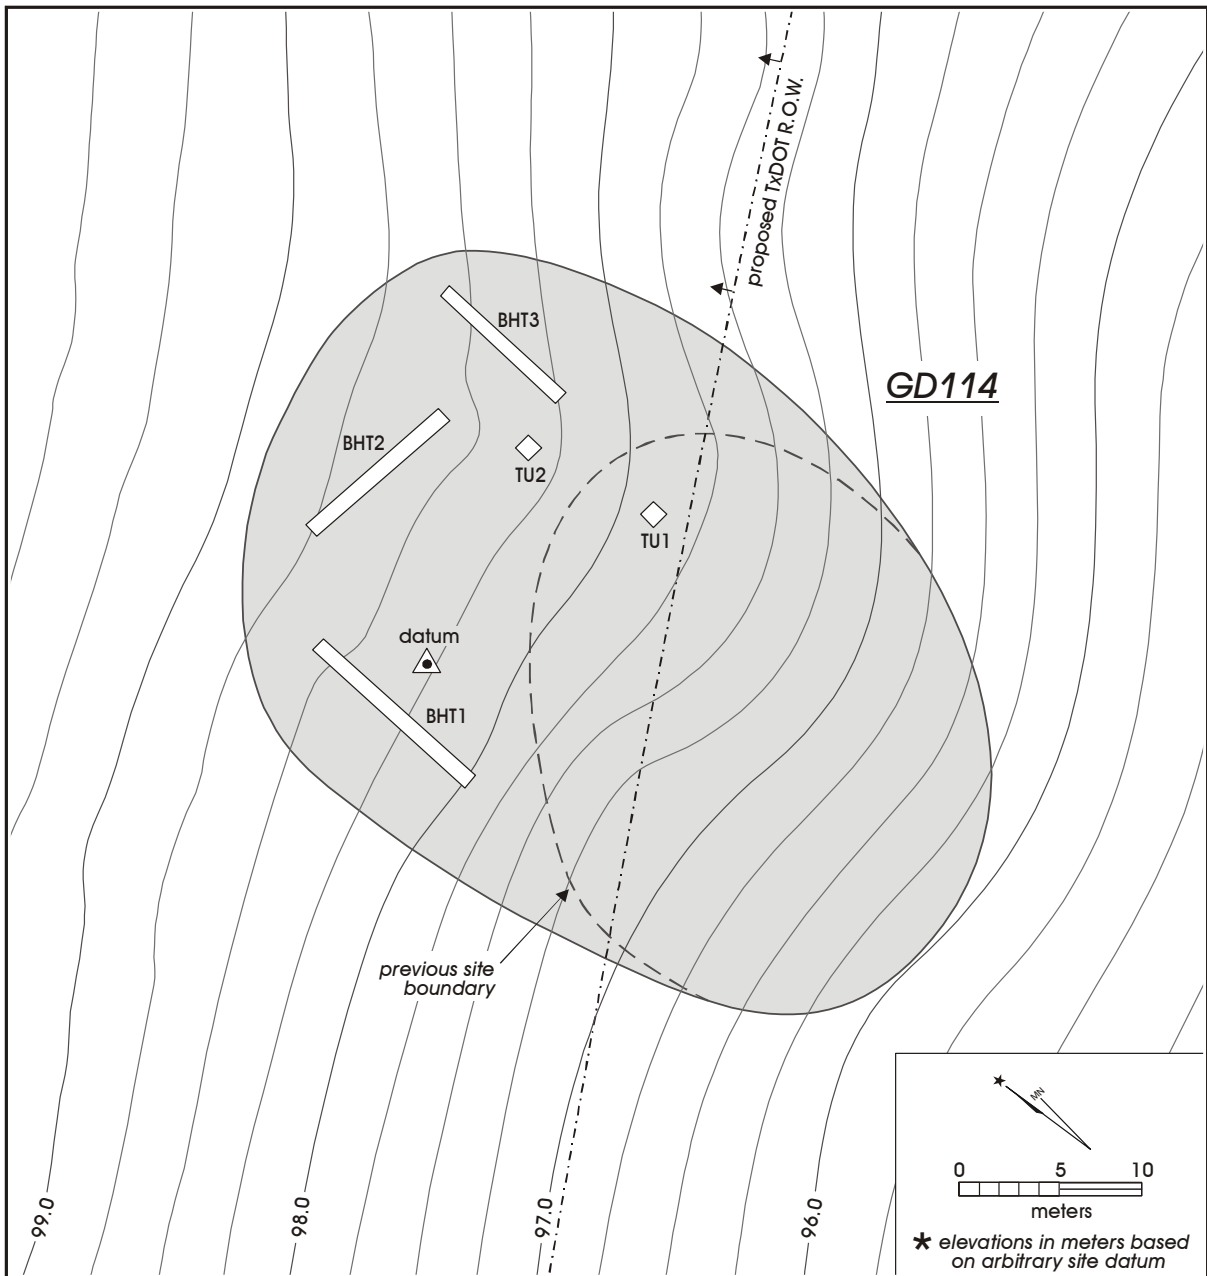 proposed TxDOT R.O.W.
BHT3
GD114
BHT2
TU2
TU1
datum
BHT1
previous site
boundary
MN
0 5 10
meters
* elevations in meters based
on arbitrary site datum
99.0
98.0
97.0
96.0